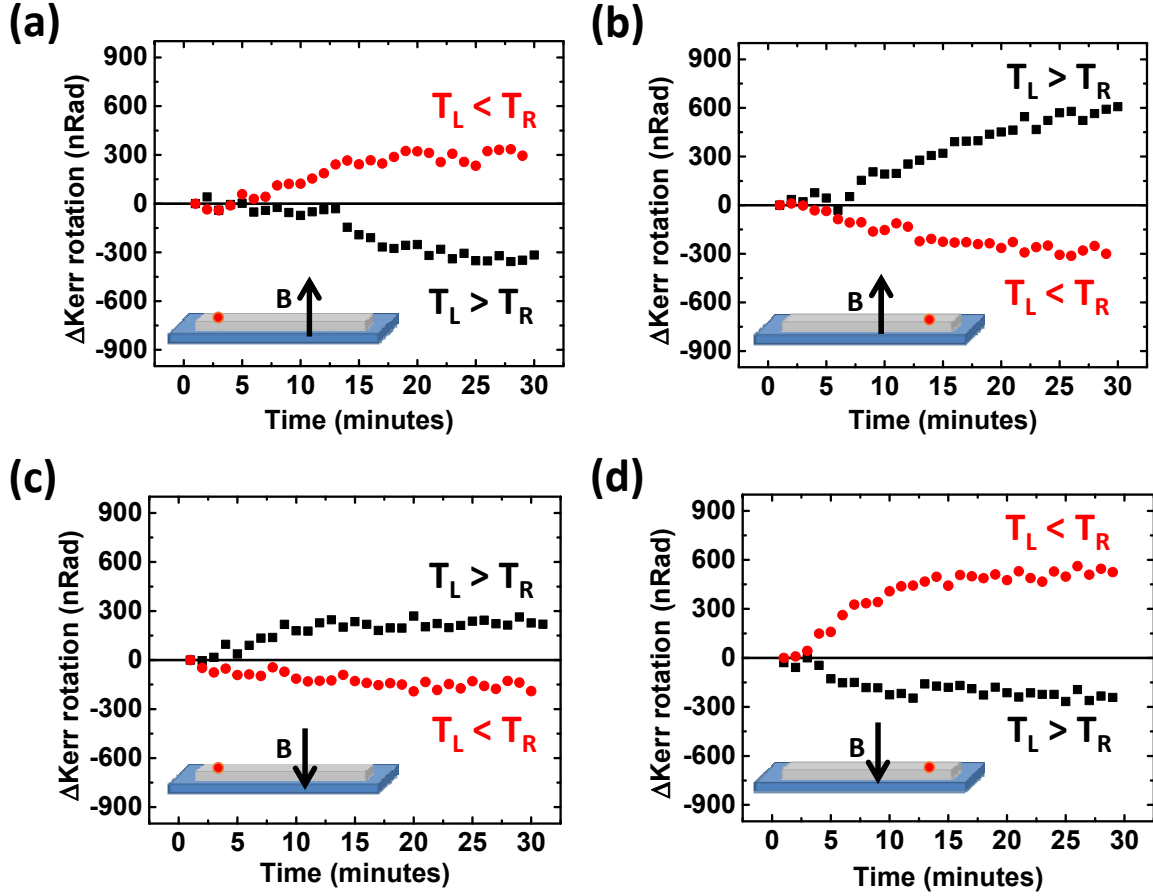 (a)
900
600
300
0
-300
-600
-900
ΔKerr rotation (nRad)
T_L < T_R
T_L > T_R
B
0 5 10 15 20 25 30
Time (minutes)
(b)
900
600
300
0
-300
-600
-900
ΔKerr rotation (nRad)
T_L > T_R
T_L < T_R
B
0 5 10 15 20 25 30
Time (minutes)
(c)
900
600
300
0
-300
-600
-900
ΔKerr rotation (nRad)
T_L > T_R
T_L < T_R
B
0 5 10 15 20 25 30
Time (minutes)
(d)
900
600
300
0
-300
-600
-900
ΔKerr rotation (nRad)
T_L < T_R
T_L > T_R
B
0 5 10 15 20 25 30
Time (minutes)